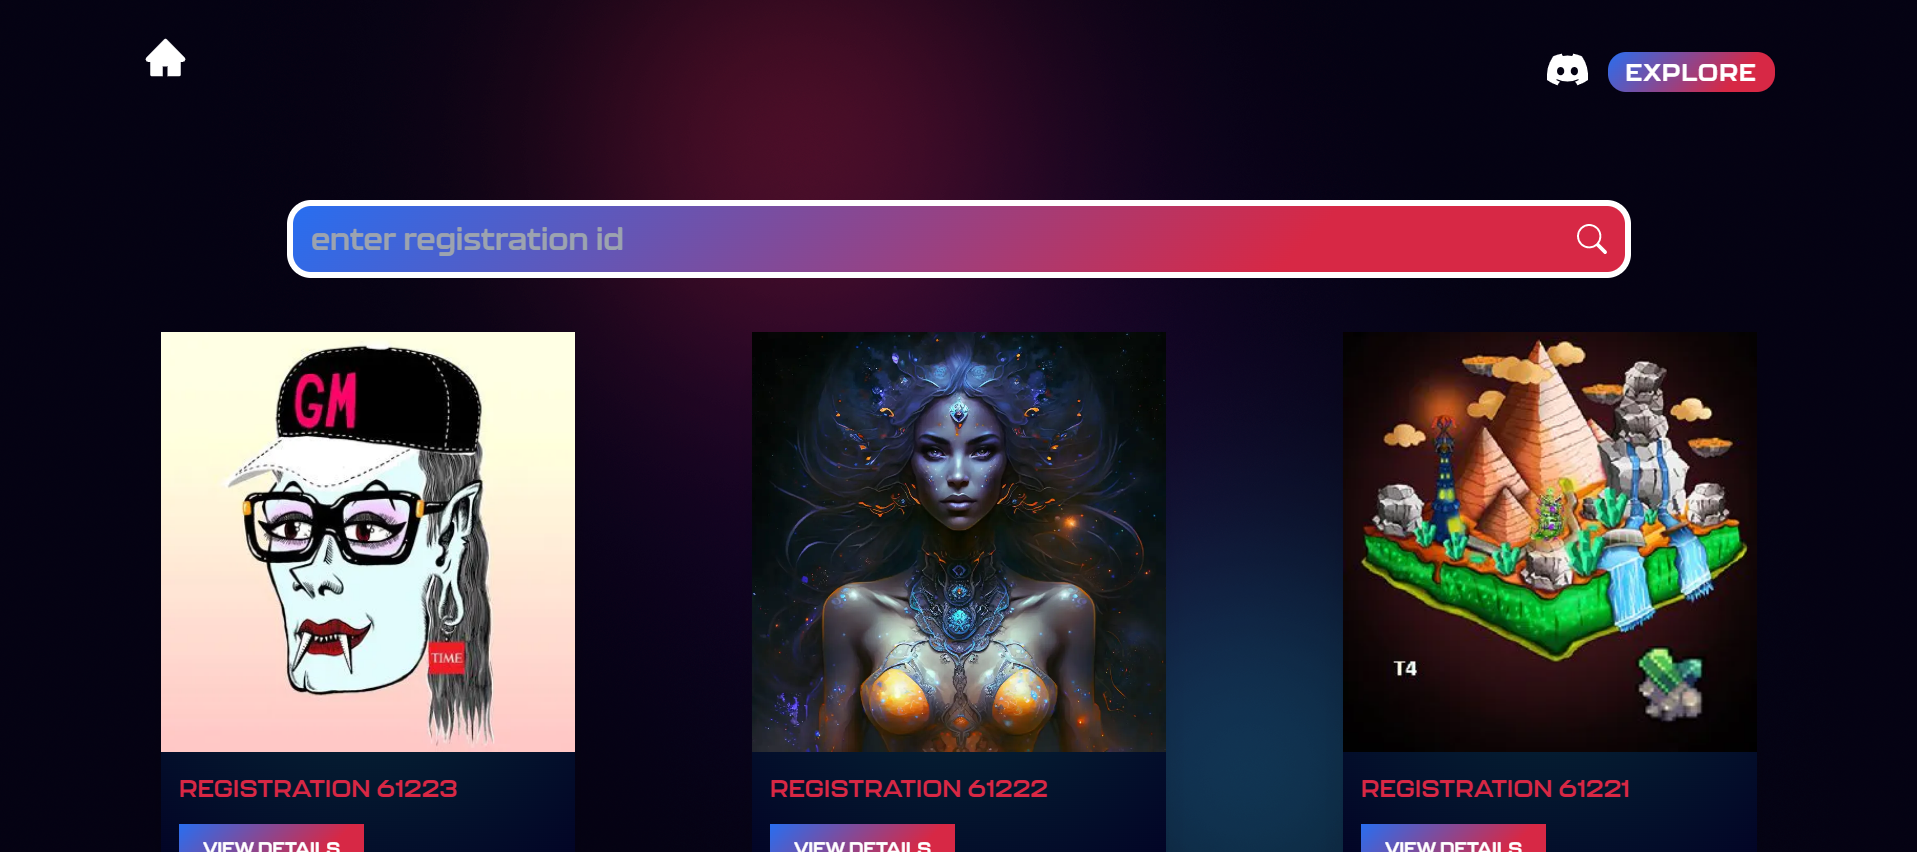 EXPLORE
enter registration id
GM
TIME
T4
REGISTRATION 61223
REGISTRATION 61222
REGISTRATION 61221
VIEW DETAILS
VIEW DETAILS
VIEW DETAILS